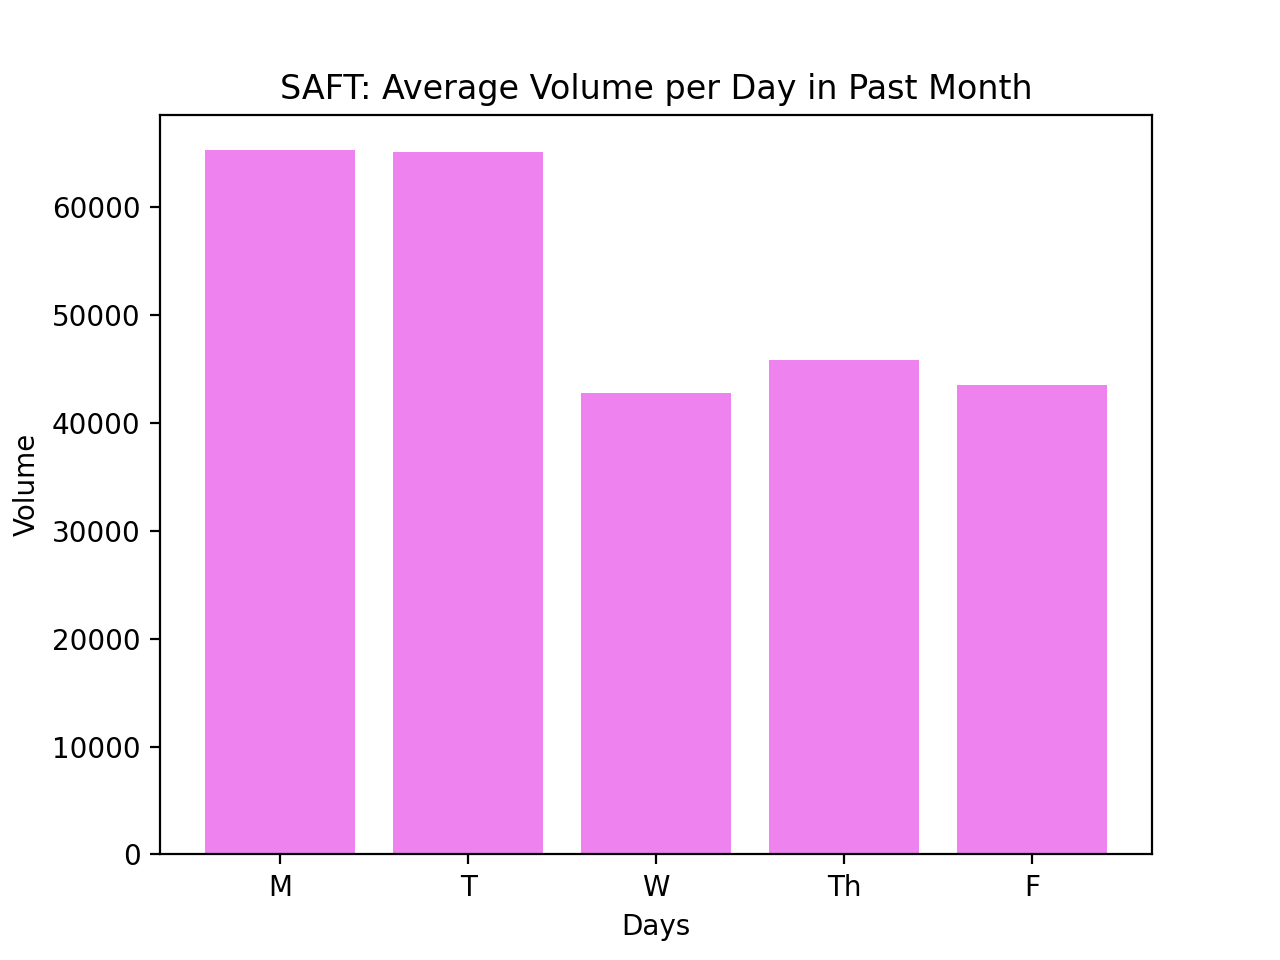 SAFT: Average Volume per Day in Past Month
60000
50000
40000
30000
20000
10000
0
Volume
M
T
W
Th
F
Days